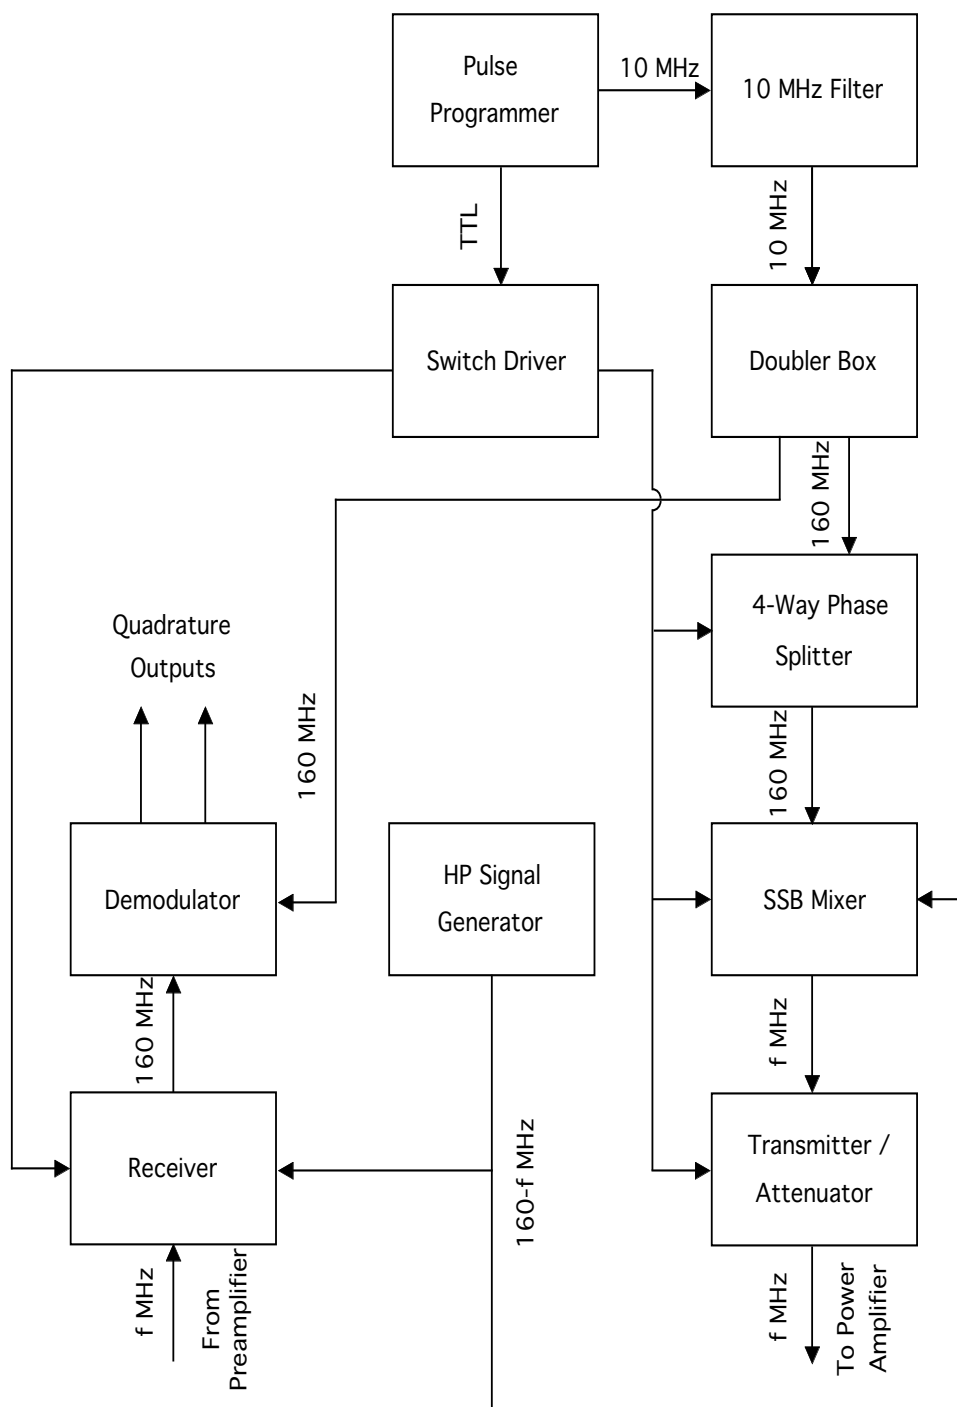 Pulse
Programmer
10 MHz
10 MHz Filter
TTL
10 MHz
Switch Driver
Doubler Box
160 MHz
4-Way Phase
Splitter
Quadrature
Outputs
160 MHz
160 MHz
Demodulator
HP Signal
Generator
SSB Mixer
160 MHz
f MHz
Receiver
160-f MHz
Transmitter /
Attenuator
f MHz
From
Preamplifier
f MHz
To Power
Amplifier